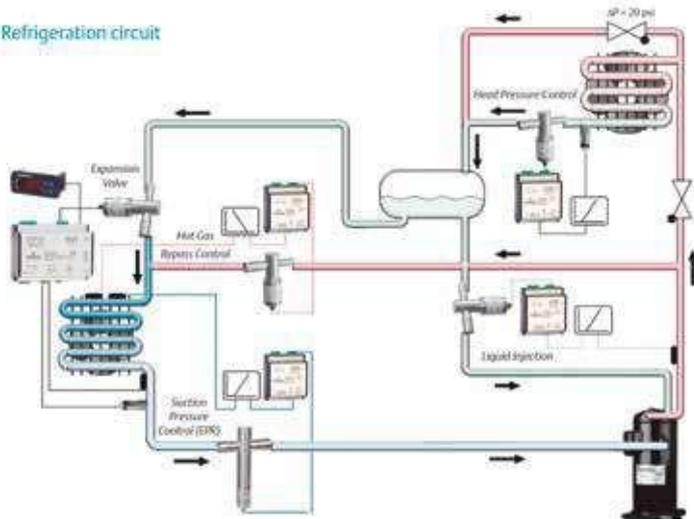 Refrigeration circuit
ΔP = 20 psi
Head Pressure Control
Expansion
Valve
Hot Gas
Bypass Control
Liquid Injection
Suction
Pressure
Control (EPR)